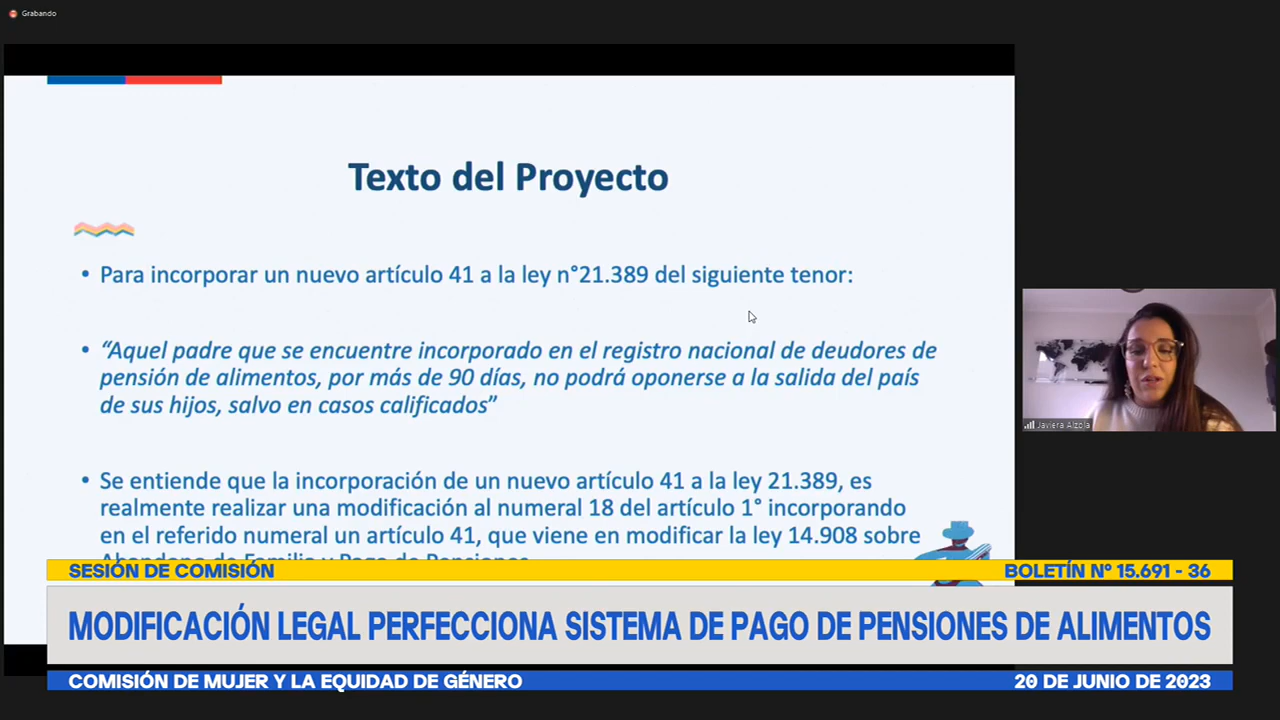 Grabando
Texto del Proyecto
• Para incorporar un nuevo artículo 41 a la ley n°21.389 del siguiente tenor:
• “Aquel padre que se encuentre incorporado en el registro nacional de deudores de
pensión de alimentos, por más de 90 días, no podrá oponerse a la salida del país
de sus hijos, salvo en casos calificados”
• Se entiende que la incorporación de un nuevo artículo 41 a la ley 21.389, es
realmente realizar una modificación al numeral 18 del artículo 1° incorporando
en el referido numeral un artículo 41, que viene en modificar la ley 14.908 sobre
Abandono de Familia y Pago de Pensiones
Javiera Alzola
SESIÓN DE COMISIÓN
BOLETÍN N° 15.691 - 36
MODIFICACIÓN LEGAL PERFECCIONA SISTEMA DE PAGO DE PENSIONES DE ALIMENTOS
COMISIÓN DE MUJER Y LA EQUIDAD DE GÉNERO
20 DE JUNIO DE 2023